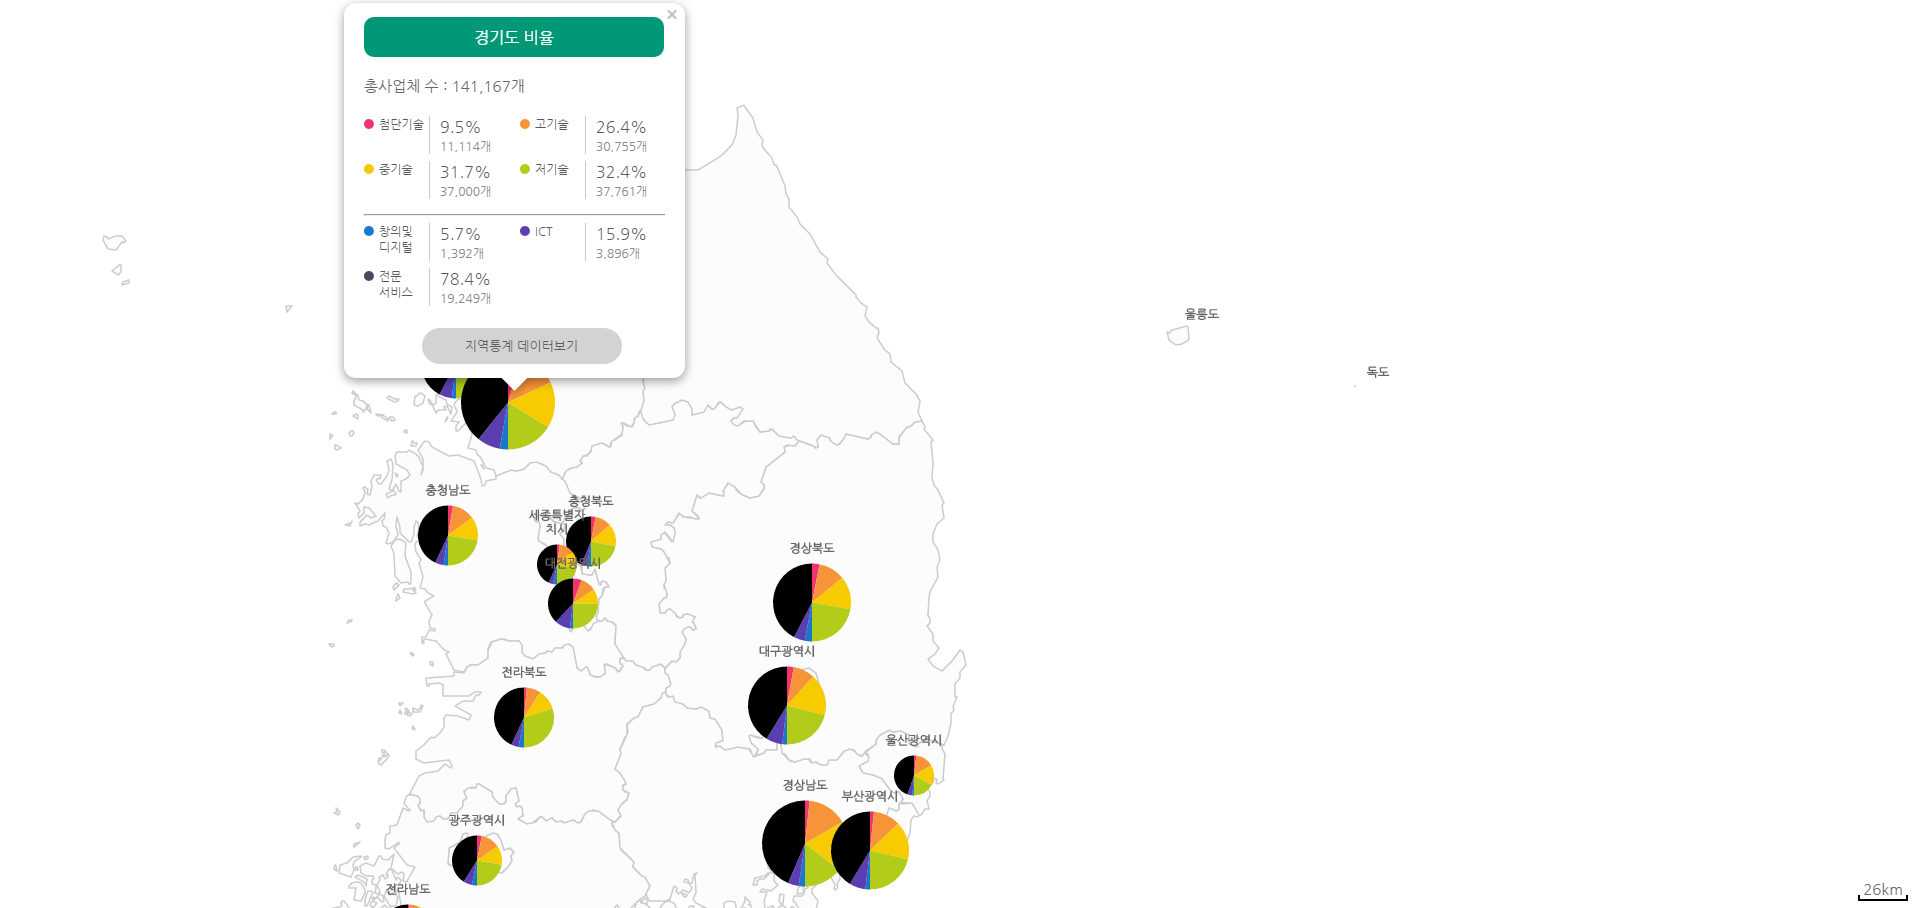 경기도 비율
총사업체 수 : 141,167개
첨단기술 9.5% 11,114개
고기술 26.4% 30,755개
중기술 31.7% 37,000개
저기술 32.4% 37,761개
창의및 디지털 5.7% 1,392개
ICT 15.9% 3,896개
전문 서비스 78.4% 19,249개
지역통계 데이터보기
울릉도
독도
충청남도
충청북도
세종특별자
치시
대전광역시
경상북도
대구광역시
전라북도
울산광역시
경상남도
부산광역시
광주광역시
전라남도
26km